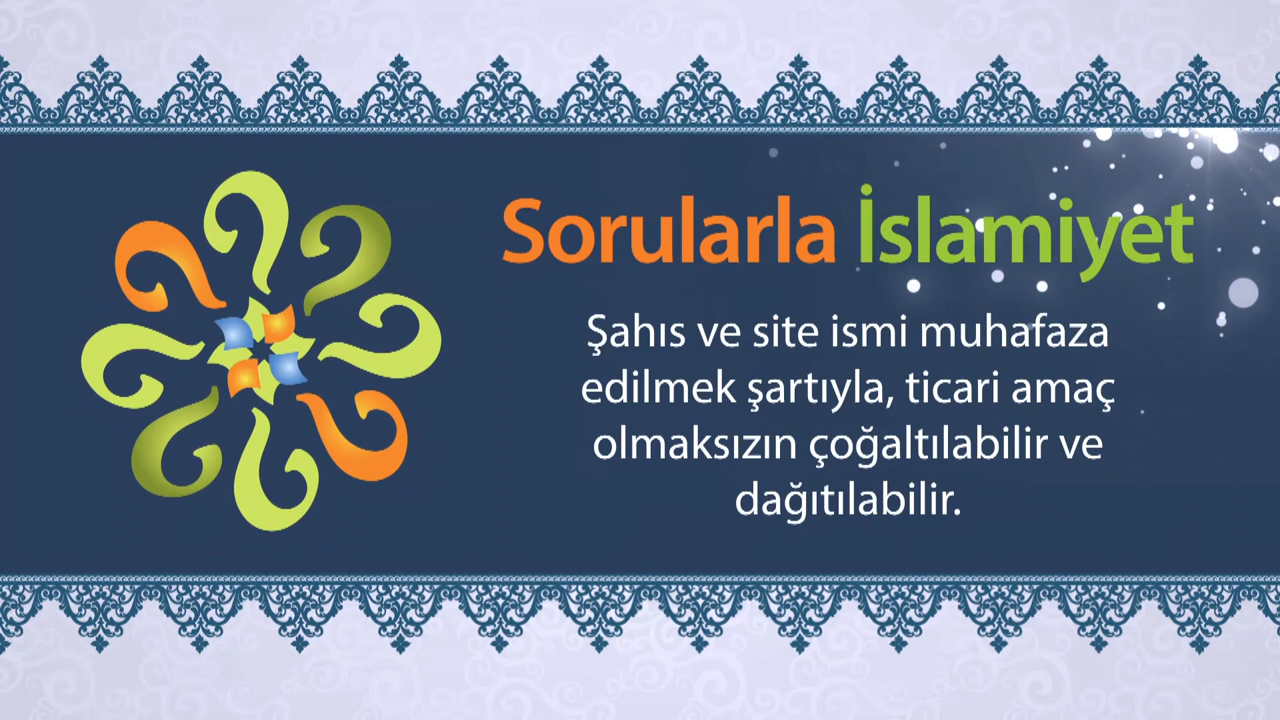 Sorularla İslamiyet
Şahıs ve site ismi muhafaza
edilmek şartıyla, ticari amaç
olmaksızın çoğaltılabilir ve
dağıtılabilir.